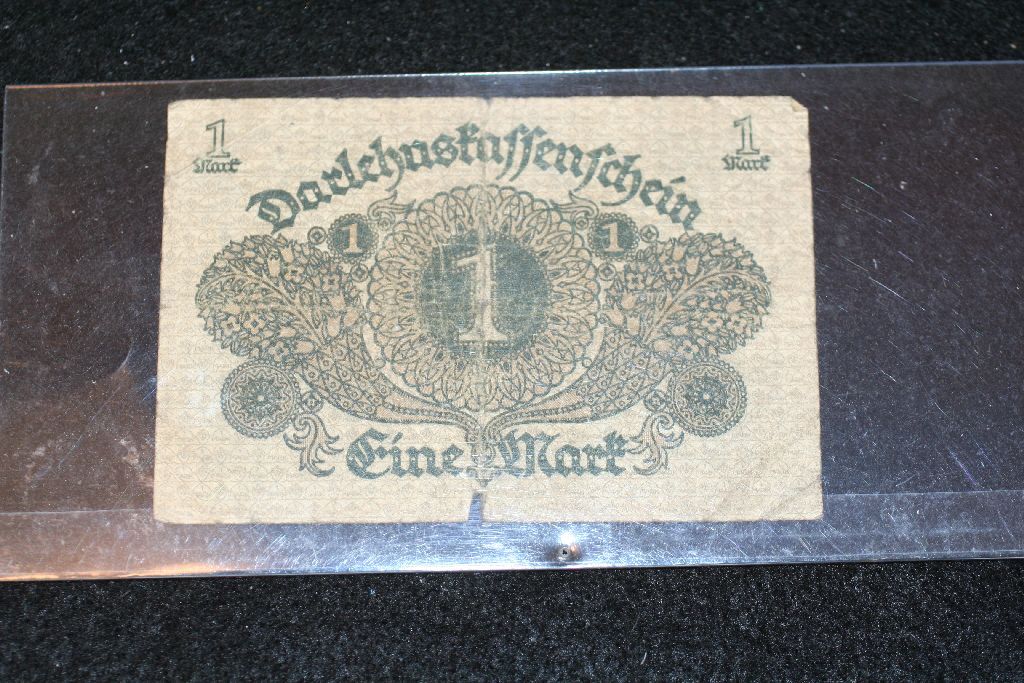 1 1
Mark Mark
Darlehnskassenschein
1 1
1
Eine Mark